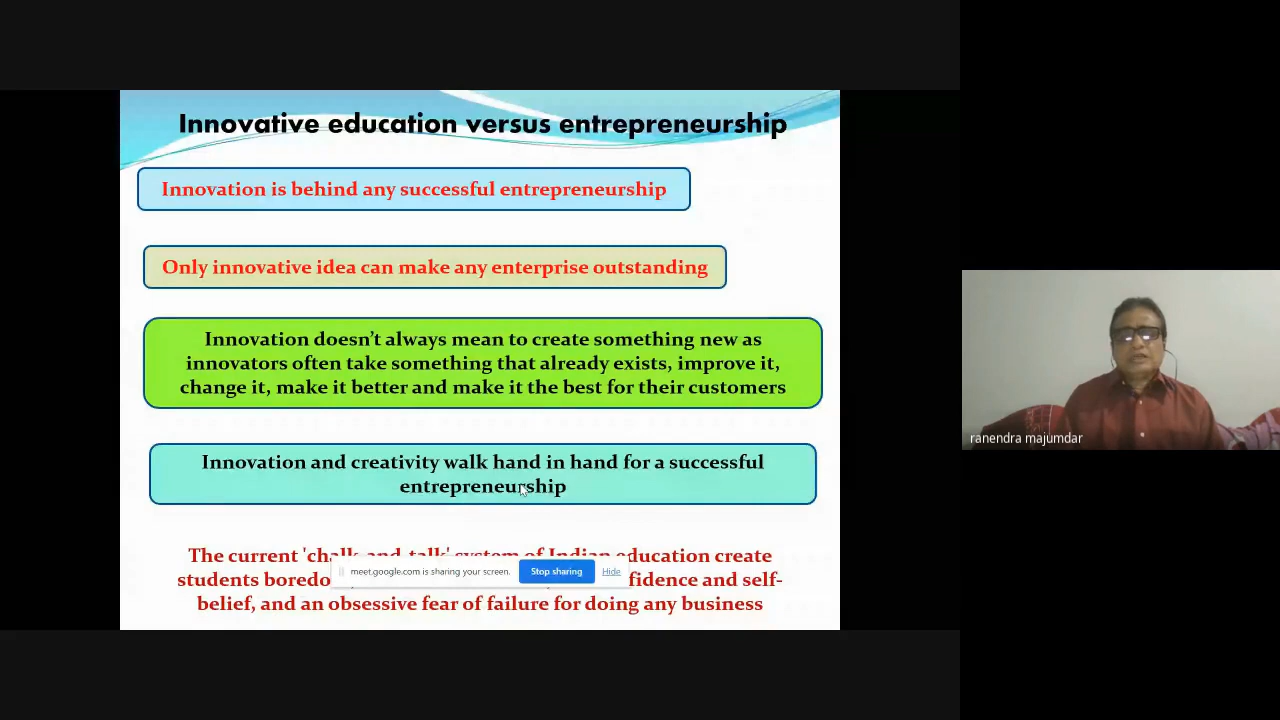 Innovative education versus entrepreneurship
Innovation is behind any successful entrepreneurship
Only innovative idea can make any enterprise outstanding
Innovation doesn’t always mean to create something new as
innovators often take something that already exists, improve it,
change it, make it better and make it the best for their customers
Innovation and creativity walk hand in hand for a successful
entrepreneurship
The current 'chalk-and-talk' system of Indian education create
students
fidence and self-
belief, and an obsessive fear of failure for doing any business
meet.google.com is sharing your screen.
Stop sharing
Hide
ranendra majumdar